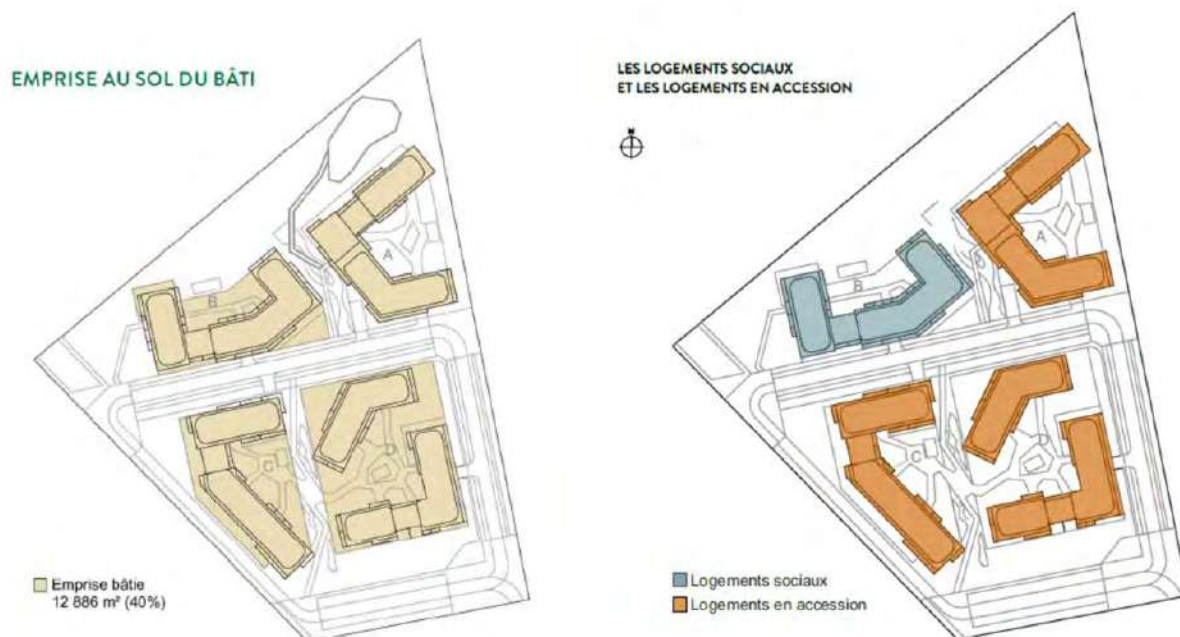 EMPRISE AU SOL DU BÂTI
A
B
C
Emprise bâtie
12 886 m² (40%)
LES LOGEMENTS SOCIAUX
ET LES LOGEMENTS EN ACCESSION
N
A
B
C
Logements sociaux
Logements en accession